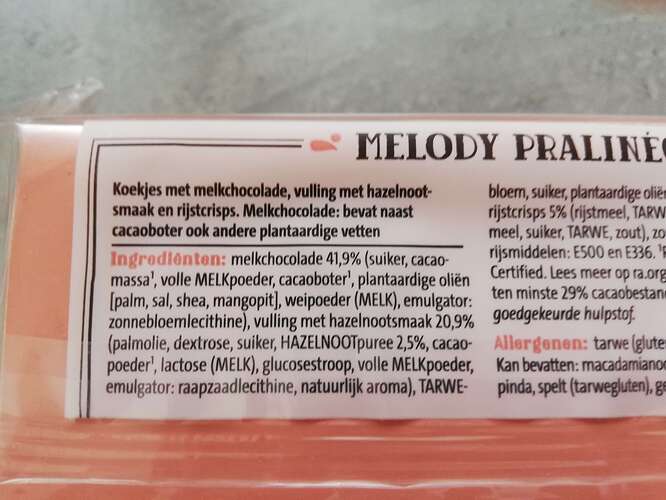 MELODY PRALINÉ
Koekjes met melkchocolade, vulling met hazelnoot-
smaak en rijstcrisps. Melkchocolade: bevat naast
cacaoboter ook andere plantaardige vetten
Ingrediënten: melkchocolade 41,9% (suiker, cacao-
massa¹, volle MELKpoeder, cacaoboter¹, plantaardige oliën
[palm, sal, shea, mangopit], weipoeder (MELK), emulgator:
zonnebloemlecithine), vulling met hazelnootsmaak 20,9%
(palmolie, dextrose, suiker, HAZELNOOTpuree 2,5%, cacao-
poeder¹, lactose (MELK), glucosestroop, volle MELKpoeder,
emulgator: raapzaadlecithine, natuurlijk aroma), TARWE-
bloem, suiker, plantaardige olië
rijstcrisps 5% (rijstmeel, TARW
meel, suiker, TARWE, zout), zo
rijsmiddelen: E500 en E336. ¹R
Certified. Lees meer op ra.org
ten minste 29% cacaobestan
goedgekeurde hulpstof.
Allergenen: tarwe (glute
Kan bevatten: macadamianoo
pinda, spelt (tarwegluten), ge